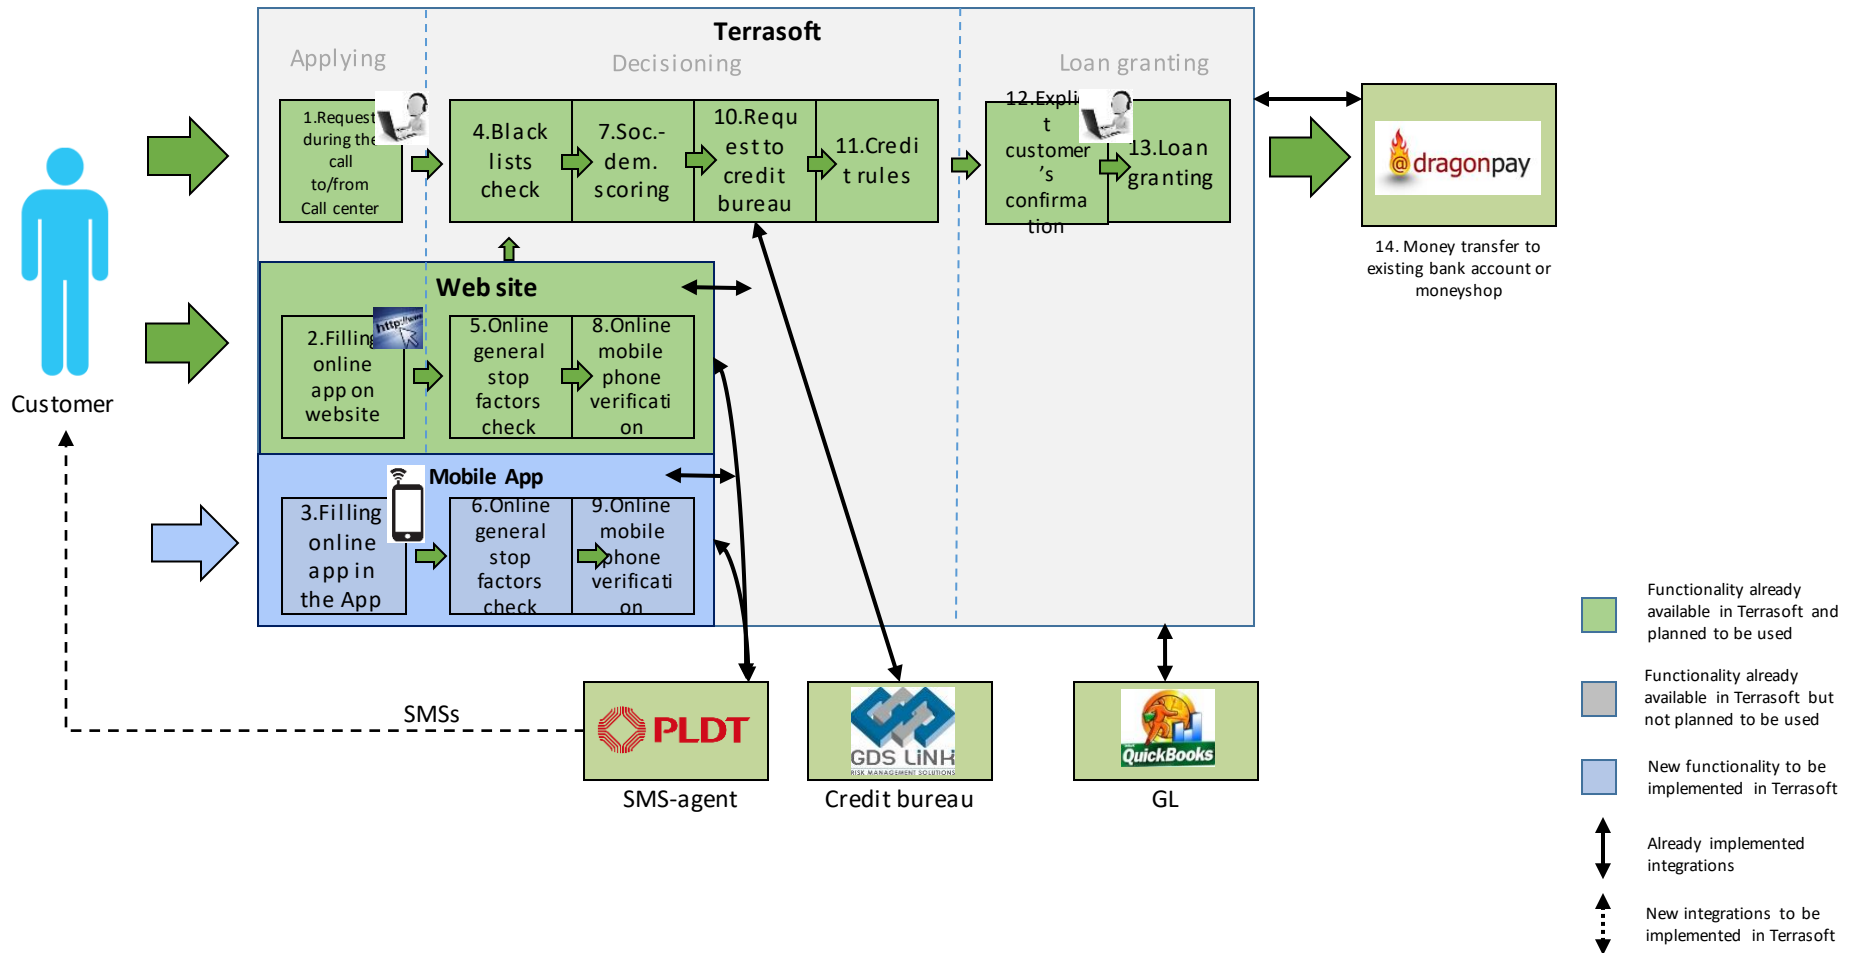 Terrasoft
Applying
Decisioning
Loan granting
1.Request
during the
call
to/from
Call center
4.Black
lists
check
7.Soc.-
dem.
scoring
10.Requ
est to
credit
bureau
11.Credi
t rules
12.Explici
t
customer
's
confirma
tion
13.Loan
granting
@dragonpay
14. Money transfer to
existing bank account or
moneyshop
Web site
http://www
2.Filling
online
app on
website
5.Online
general
stop
factors
check
8.Online
mobile
phone
verificati
on
Customer
Mobile App
3.Filling
online
app in
the App
6.Online
general
stop
factors
check
9.Online
mobile
phone
verificati
on
SMSs
PLDT
SMS-agent
GDS LiNK
RISK MANAGEMENT SOLUTIONS
Credit bureau
QuickBooks
GL
Functionality already
available in Terrasoft and
planned to be used
Functionality already
available in Terrasoft but
not planned to be used
New functionality to be
implemented in Terrasoft
Already implemented
integrations
New integrations to be
implemented in Terrasoft